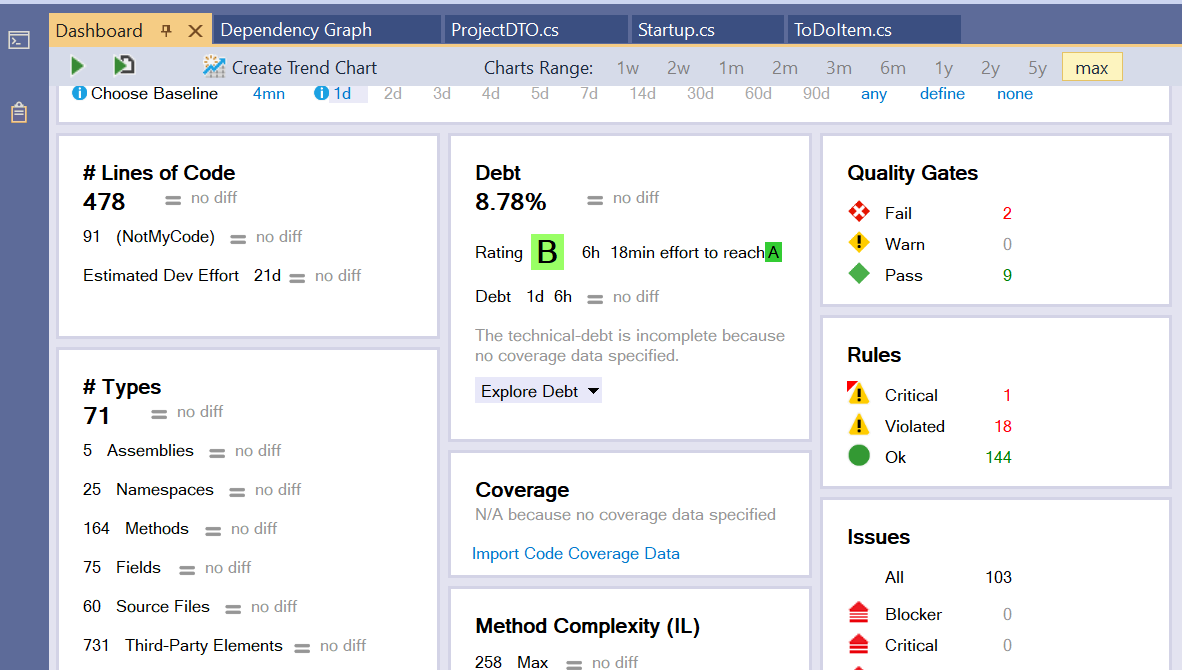 Dashboard Dependency Graph ProjectDTO.cs Startup.cs ToDoItem.cs
Create Trend Chart Charts Range: 1w 2w 1m 2m 3m 6m 1y 2y 5y max
Choose Baseline 4mn 1d 2d 3d 4d 5d 7d 14d 30d 60d 90d any define none
# Lines of Code
478 no diff
91 (NotMyCode) no diff
Estimated Dev Effort 21d no diff
# Types
71 no diff
5 Assemblies no diff
25 Namespaces no diff
164 Methods no diff
75 Fields no diff
60 Source Files no diff
731 Third-Party Elements no diff
Debt
8.78% no diff
Rating B 6h 18min effort to reach A
Debt 1d 6h no diff
The technical-debt is incomplete because
no coverage data specified.
Explore Debt
Coverage
N/A because no coverage data specified
Import Code Coverage Data
Method Complexity (IL)
258 Max no diff
Quality Gates
Fail 2
Warn 0
Pass 9
Rules
Critical 1
Violated 18
Ok 144
Issues
All 103
Blocker 0
Critical 0